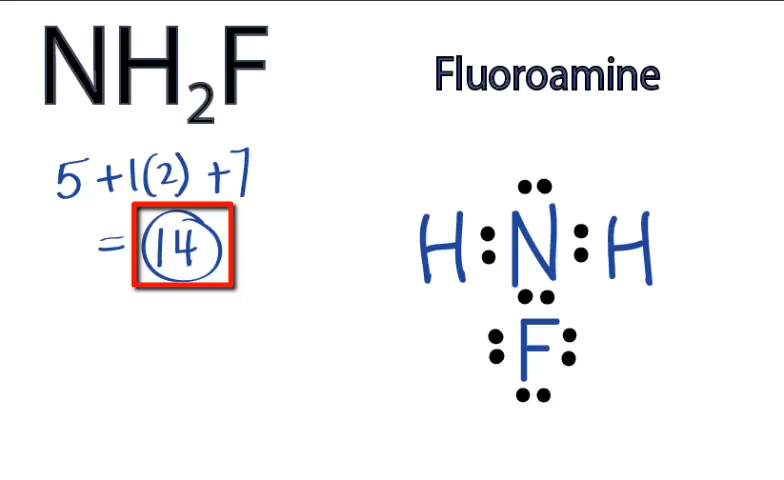 NH₂F
Fluoroamine
5 + 1(2) + 7
= 14
H : N : H
F